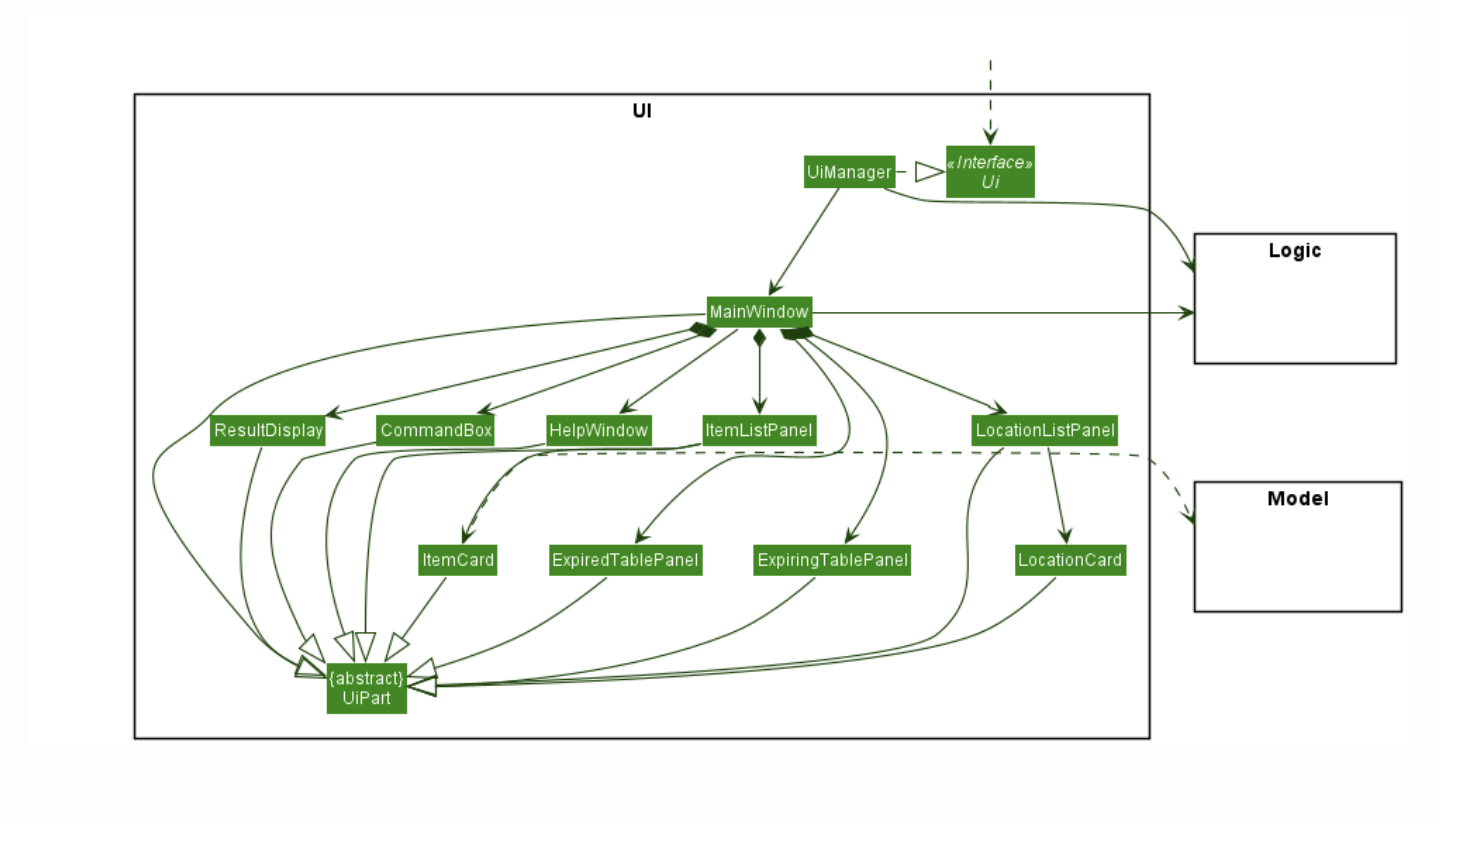 UI
«Interface»
Ui
UiManager
Logic
MainWindow
ResultDisplay
CommandBox
HelpWindow
ItemListPanel
LocationListPanel
Model
ItemCard
ExpiredTablePanel
ExpiringTablePanel
LocationCard
{abstract}
UiPart